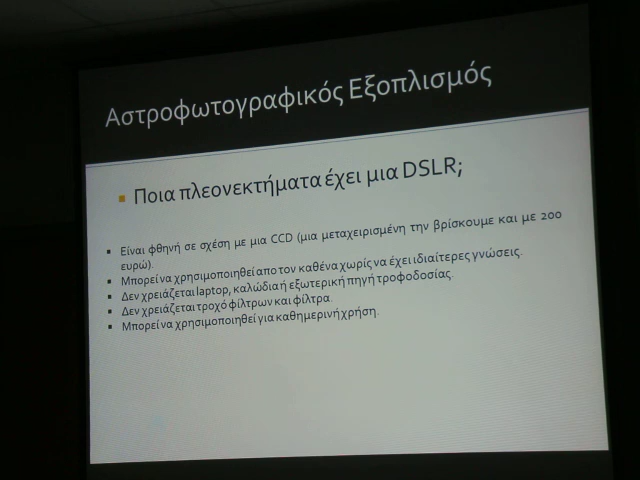 Αστροφωτογραφικός Εξοπλισμός
▪ Ποια πλεονεκτήματα έχει μια DSLR;
▪ Είναι φθηνή σε σχέση με μια CCD (μια μεταχειρισμένη την βρίσκουμε και με 200
ευρώ).
▪ Μπορεί να χρησιμοποιηθεί απο τον καθένα χωρίς να έχει ιδιαίτερες γνώσεις.
▪ Δεν χρειάζεται laptop, καλώδια ή εξωτερική πηγή τροφοδοσίας.
▪ Δεν χρειάζεται τροχό φίλτρων και φίλτρα.
▪ Μπορεί να χρησιμοποιηθεί για καθημερινή χρήση.